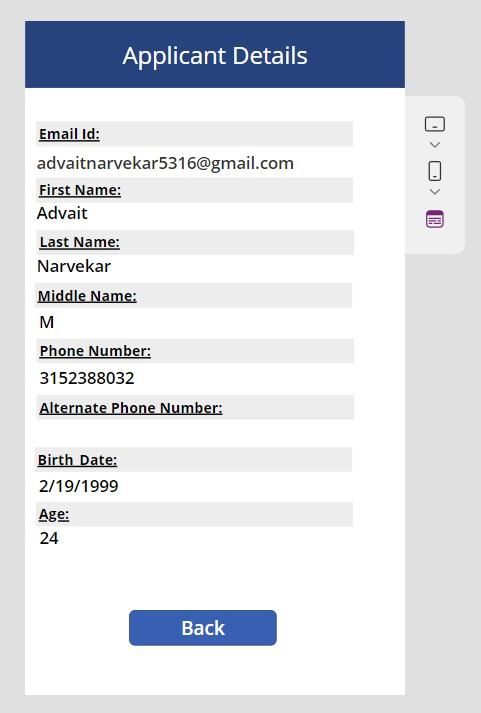 Applicant Details
Email Id:
advaitnarvekar5316@gmail.com
First Name:
Advait
Last Name:
Narvekar
Middle Name:
M
Phone Number:
3152388032
Alternate Phone Number:
Birth Date:
2/19/1999
Age:
24
Back